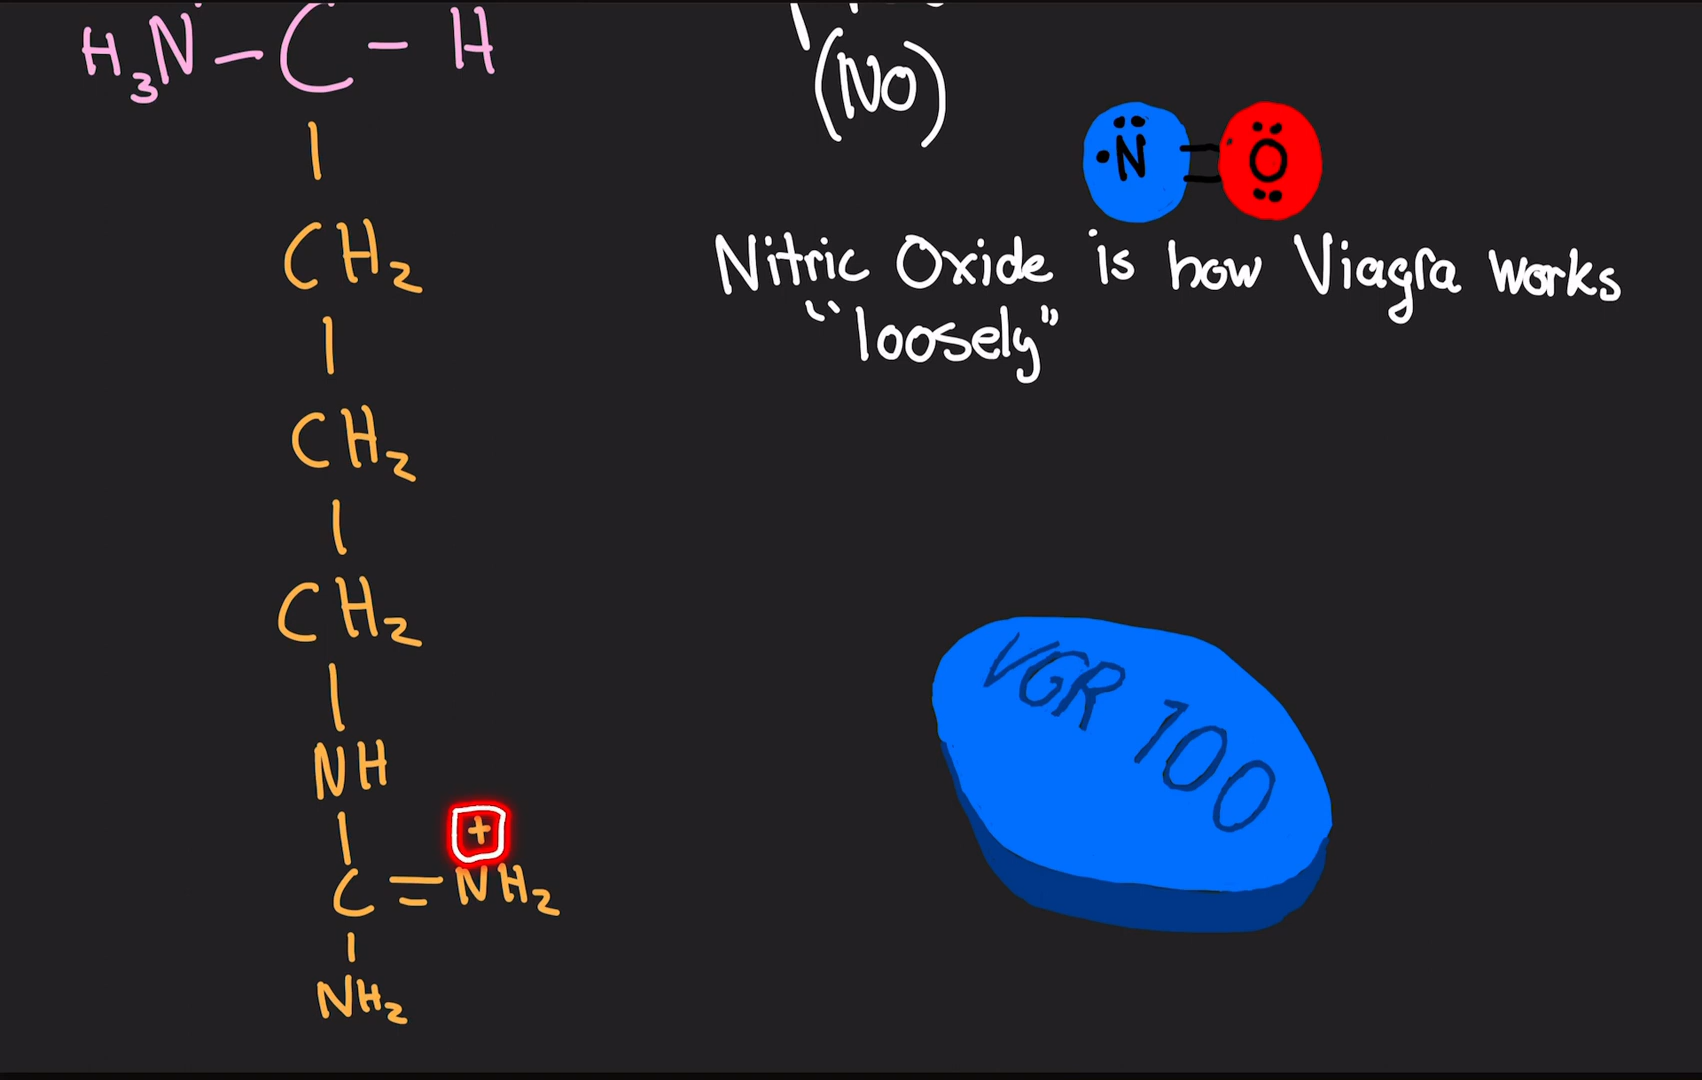 H₃N – C – H
(NO)
N = O
Nitric Oxide is how Viagra works
"loosely"
CH₂
CH₂
CH₂
NH
+
C = NH₂
NH₂
VGR 100